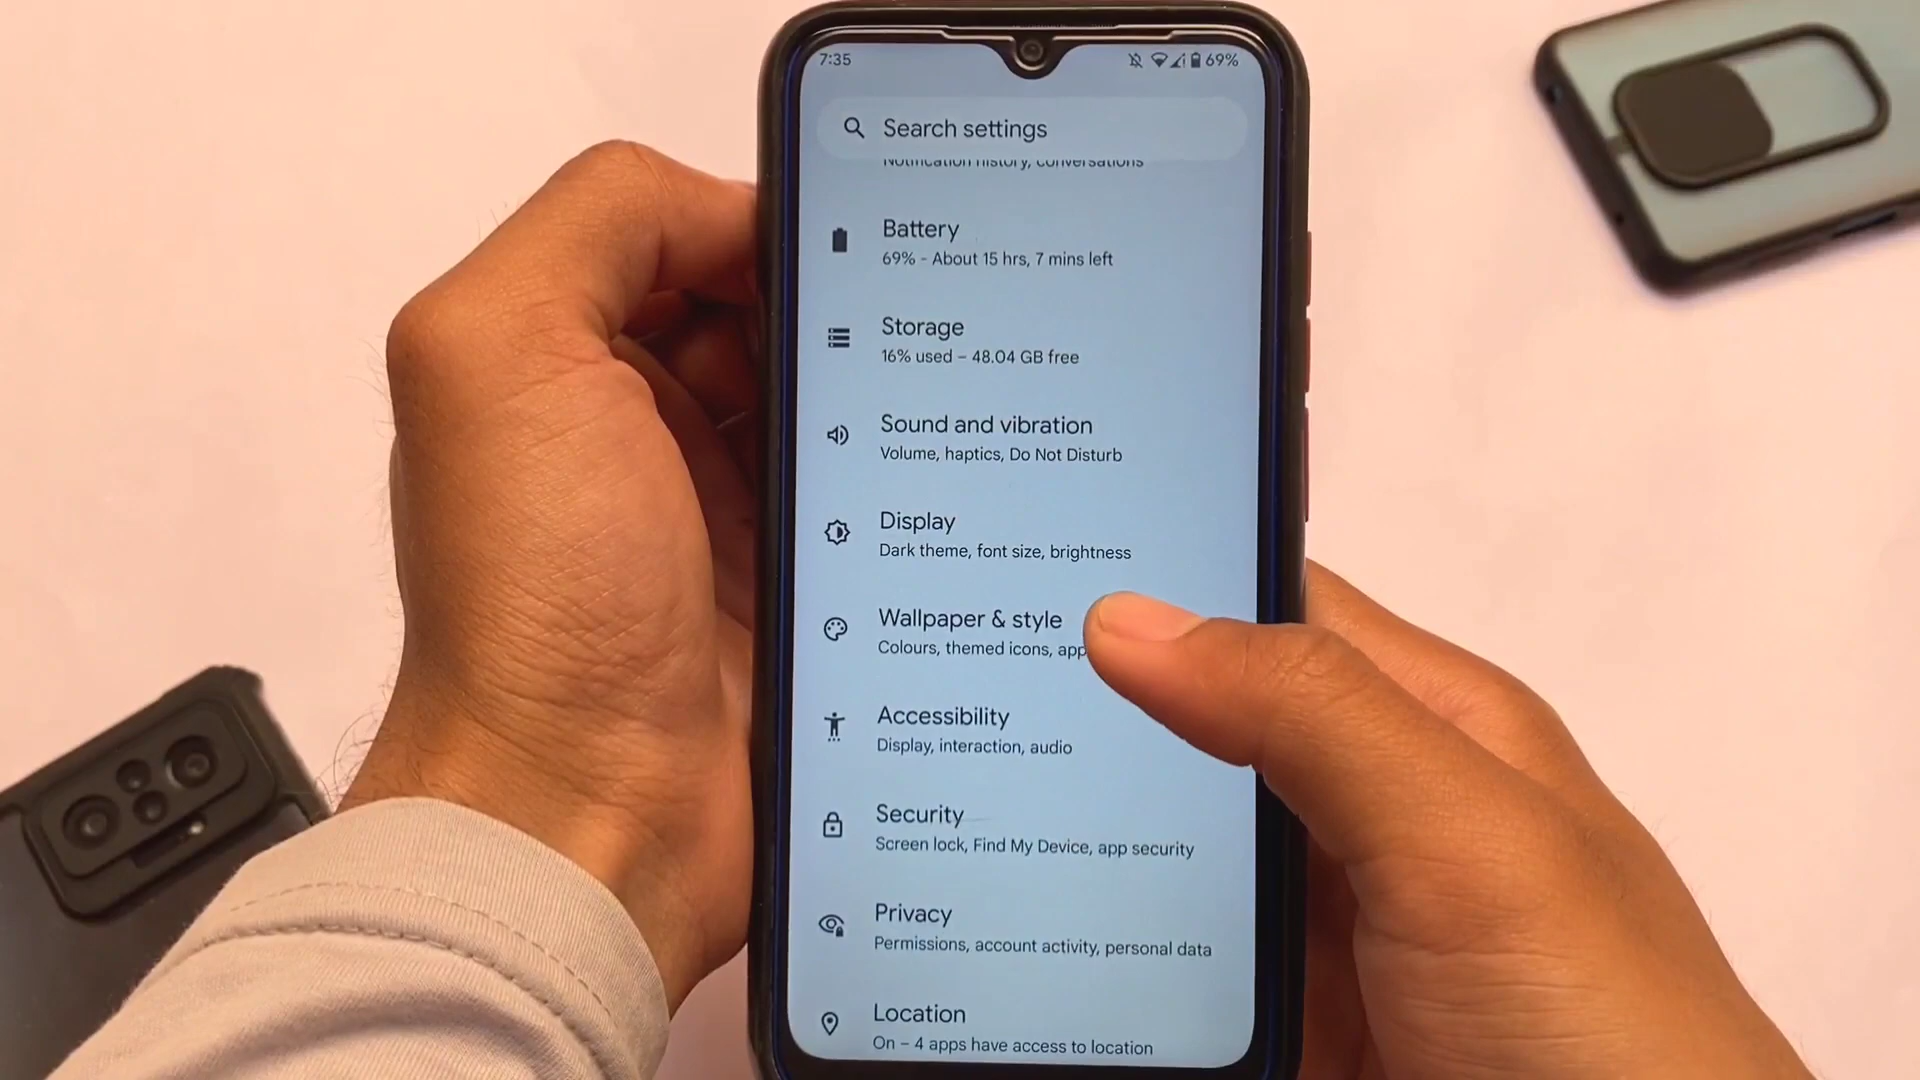 7:35
69%
Search settings
Notification history, conversations
Battery
69% - About 15 hrs, 7 mins left
Storage
16% used – 48.04 GB free
Sound and vibration
Volume, haptics, Do Not Disturb
Display
Dark theme, font size, brightness
Wallpaper & style
Colours, themed icons, app
Accessibility
Display, interaction, audio
Security
Screen lock, Find My Device, app security
Privacy
Permissions, account activity, personal data
Location
On – 4 apps have access to location